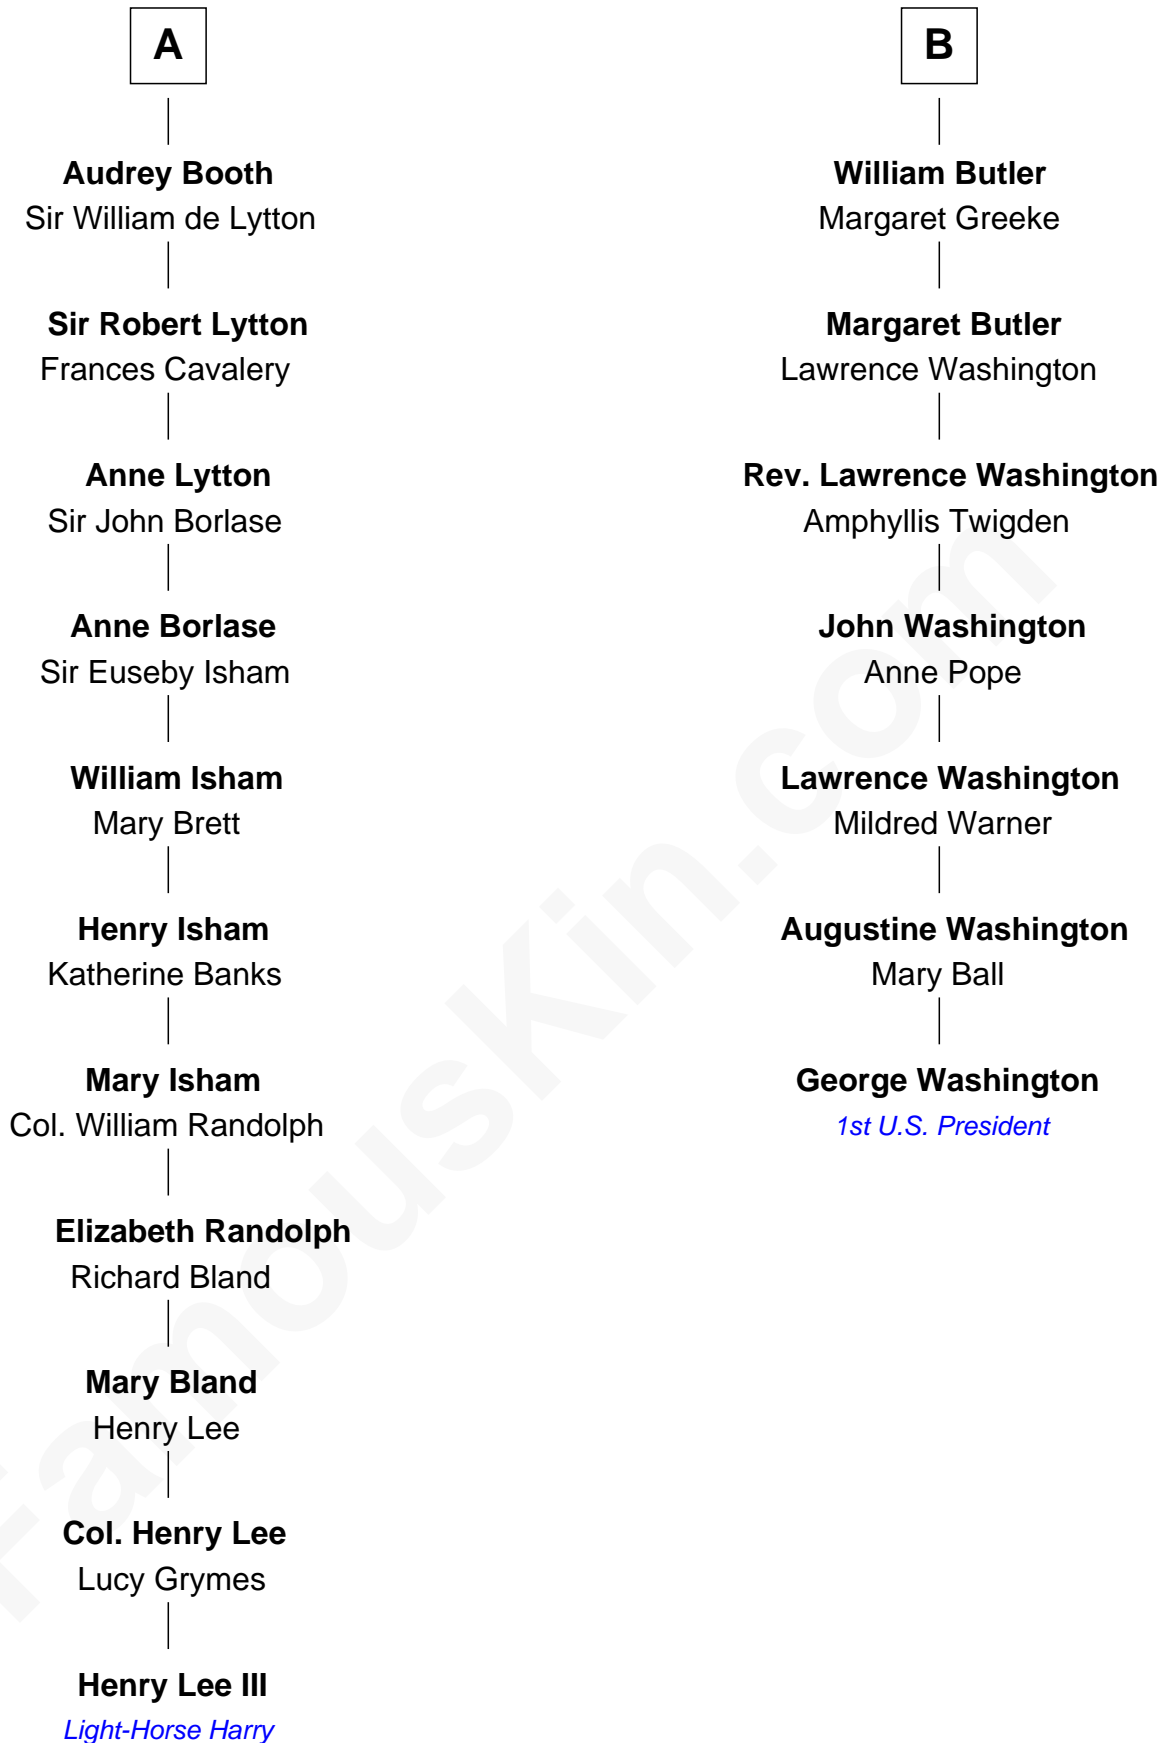 A
Audrey Booth
Sir William de Lytton
Sir Robert Lytton
Frances Cavalery
Anne Lytton
Sir John Borlase
Anne Borlase
Sir Euseby Isham
William Isham
Mary Brett
Henry Isham
Katherine Banks
Mary Isham
Col. William Randolph
Elizabeth Randolph
Richard Bland
Mary Bland
Henry Lee
Col. Henry Lee
Lucy Grymes
Henry Lee III
Light-Horse Harry
B
William Butler
Margaret Greeke
Margaret Butler
Lawrence Washington
Rev. Lawrence Washington
Amphyllis Twigden
John Washington
Anne Pope
Lawrence Washington
Mildred Warner
Augustine Washington
Mary Ball
George Washington
1st U.S. President
FamousKin.com